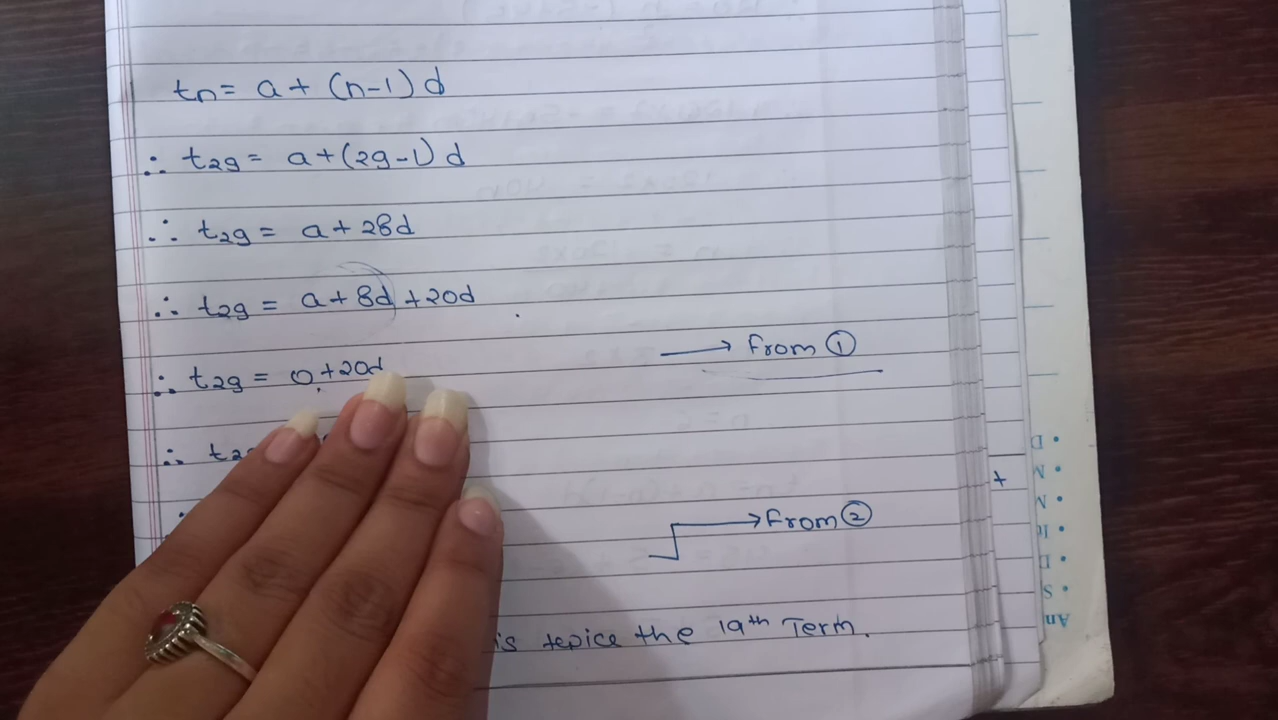 tn = a + (n-1) d
∴ t29 = a + (29-1) d
∴ t29 = a + 28d
∴ t29 = a + 8d + 20d
→ From ①
∴ t29 = 0 + 20d
→ From ②
is twice the 19th Term.